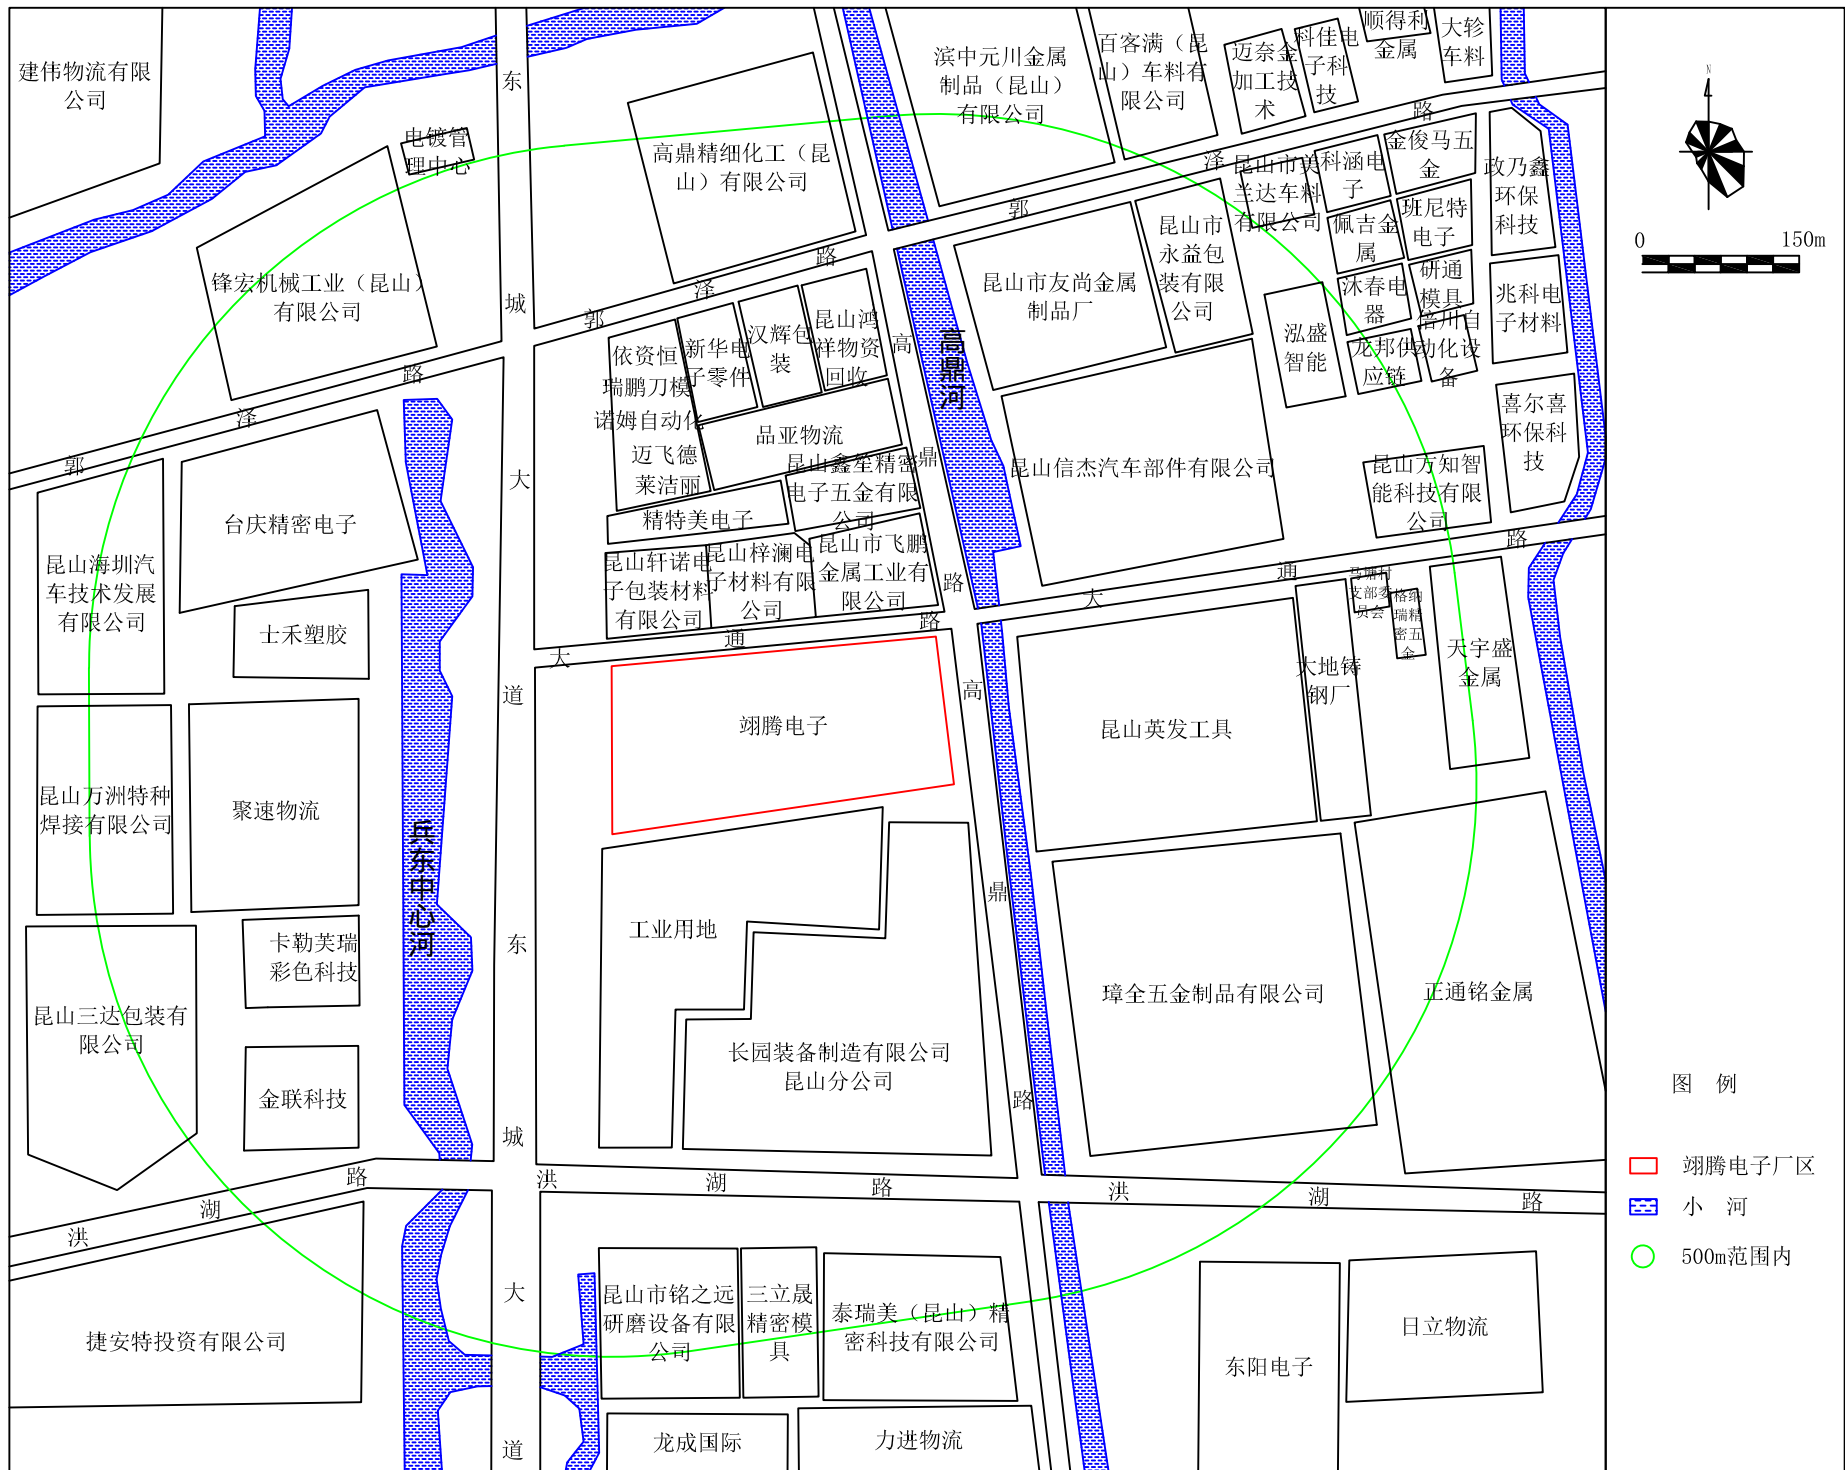 建伟物流有限
公司
电镀管
理中心
锋宏机械工业（昆山）
有限公司
高鼎精细化工（昆
山）有限公司
滨中元川金属
制品（昆山）
有限公司
百客满（昆
山）车料有
限公司
迈奈金
加工技
术
科佳电
子科
技
顺得利
金属
大轸
车料
昆山市友尚金属
制品厂
昆山市
永益包
装有限
公司
昆山市美
兰达车料
有限公司
科涵电
子
金俊马五
金
佩吉金
属
班尼特
电子
沐春电
器
研通
模具
龙邦供
应链
倍川自
动化设
备
泓盛
智能
政乃鑫
环保
科技
兆科电
子材料
喜尔喜
环保科
技
昆山方知智
能科技有限
公司
昆山信杰汽车部件有限公司
依资恒
瑞鹏刀模
诺姆自动化
迈飞德
莱洁丽
新华电
子零件
汉辉包
装
昆山鸿
祥物资
回收
品亚物流
昆山鑫笙精密
电子五金有限
公司
精特美电子
昆山轩诺电
子包装材料
有限公司
昆山梓澜电
子材料有限
公司
昆山市飞鹏
金属工业有
限公司
台庆精密电子
昆山海圳汽
车技术发展
有限公司
士禾塑胶
昆山万洲特种
焊接有限公司
聚速物流
卡勒芙瑞
彩色科技
昆山三达包装有
限公司
金联科技
捷安特投资有限公司
翊腾电子
工业用地
长园装备制造有限公司
昆山分公司
昆山英发工具
大地铸
钢厂
马塘村
支部委
员会
格纳
瑞精
密五
金
天宇盛
金属
璋全五金制品有限公司
正通铭金属
昆山市铭之远
研磨设备有限
公司
三立晟
精密模
具
泰瑞美（昆山）精
密科技有限公司
龙成国际
力进物流
东阳电子
日立物流
高鼎河
兵东中心河
东城大道
东城大道
郭泽路
郭泽路
郭泽路
大通路
大通路
高鼎路
高鼎路
洪湖路
洪湖路
洪湖路
N
0 150m
图 例
翊腾电子厂区
小 河
500m范围内